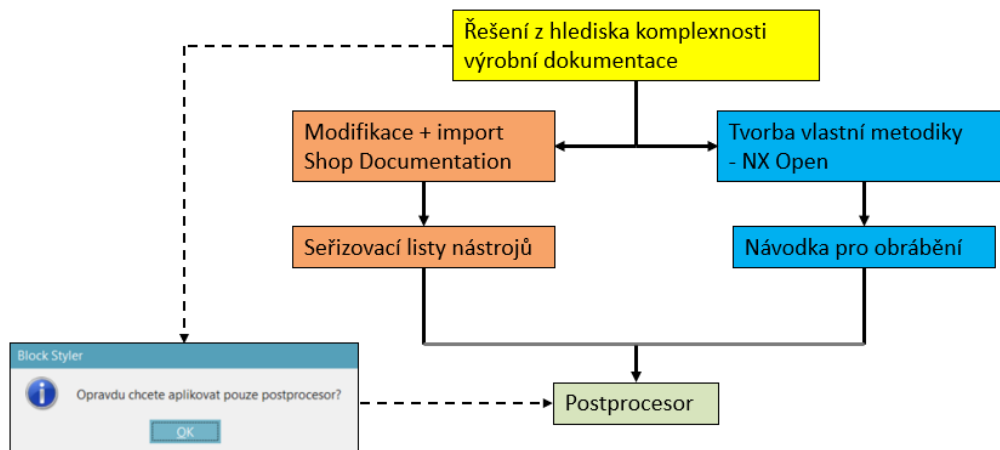 Řešení z hlediska komplexnosti
výrobní dokumentace
Modifikace + import
Shop Documentation
Tvorba vlastní metodiky
- NX Open
Seřizovací listy nástrojů
Návodka pro obrábění
Block Styler
Opravdu chcete aplikovat pouze postprocesor?
OK
Postprocesor